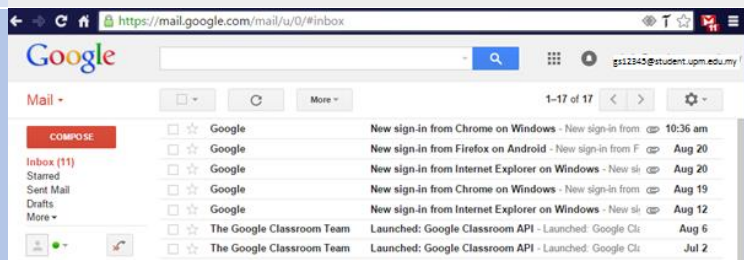 https://mail.google.com/mail/u/0/#inbox
11
Google
gs12345@student.upm.edu.my
Mail
More
1–17 of 17
COMPOSE
Inbox (11)
Starred
Sent Mail
Drafts
More
Google New sign-in from Chrome on Windows - New sign-in from 10:36 am
Google New sign-in from Firefox on Android - New sign-in from F Aug 20
Google New sign-in from Internet Explorer on Windows - New si Aug 20
Google New sign-in from Chrome on Windows - New sign-in from Aug 19
Google New sign-in from Internet Explorer on Windows - New si Aug 12
The Google Classroom Team Launched: Google Classroom API - Launched: Google Cla Aug 6
The Google Classroom Team Launched: Google Classroom API - Launched: Google Cla Jul 2